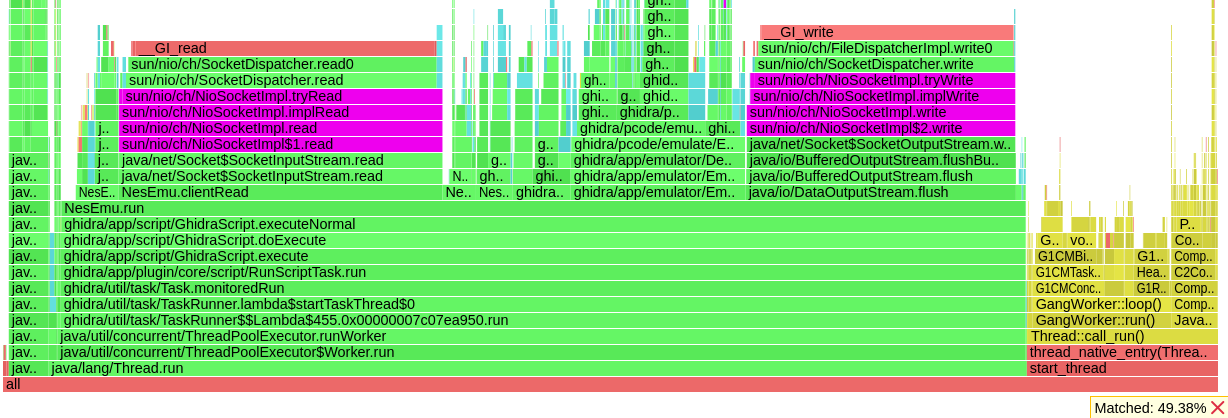 gh..
gh..
gh.. __GI_write
__GI_read gh.. sun/nio/ch/FileDispatcherImpl.write0
sun/nio/ch/SocketDispatcher.read0 gh.. sun/nio/ch/SocketDispatcher.write
sun/nio/ch/SocketDispatcher.read gh.. ghid.. sun/nio/ch/NioSocketImpl.tryWrite
sun/nio/ch/NioSocketImpl.tryRead ghi.. g.. ghid.. sun/nio/ch/NioSocketImpl.implWrite
sun/nio/ch/NioSocketImpl.implRead ghi.. ghidra/p.. sun/nio/ch/NioSocketImpl.write
j.. sun/nio/ch/NioSocketImpl.read ghidra/pcode/emu.. ghi.. sun/nio/ch/NioSocketImpl$2.write
j.. sun/nio/ch/NioSocketImpl$1.read g.. ghidra/pcode/emulate/E.. java/net/Socket$SocketOutputStream.w..
jav.. j.. java/net/Socket$SocketInputStream.read g.. g.. ghidra/app/emulator/De.. java/io/BufferedOutputStream.flushBu..
jav.. j.. java/net/Socket$SocketInputStream.read N.. gh.. ghi.. ghidra/app/emulator/Em.. java/io/BufferedOutputStream.flush
jav.. NesE.. NesEmu.clientRead Ne.. Nes.. ghidra.. ghidra/app/emulator/Em.. java/io/DataOutputStream.flush
jav.. NesEmu.run
jav.. ghidra/app/script/GhidraScript.executeNormal P..
jav.. ghidra/app/script/GhidraScript.doExecute G.. vo.. Co..
jav.. ghidra/app/script/GhidraScript.execute G1CMBi.. G1.. Comp..
jav.. ghidra/app/plugin/core/script/RunScriptTask.run G1CMTask.. Hea.. C2Co..
jav.. ghidra/util/task/Task.monitoredRun G1CMConc.. G1R.. Comp..
jav.. ghidra/util/task/TaskRunner.lambda$startTaskThread$0 GangWorker::loop() Comp..
jav.. ghidra/util/task/TaskRunner$$Lambda$455.0x00000007c07ea950.run GangWorker::run() Java..
jav.. java/util/concurrent/ThreadPoolExecutor.runWorker Thread::call_run()
jav.. java/util/concurrent/ThreadPoolExecutor$Worker.run thread_native_entry(Threa..
jav.. java/lang/Thread.run start_thread
all
Matched: 49.38%